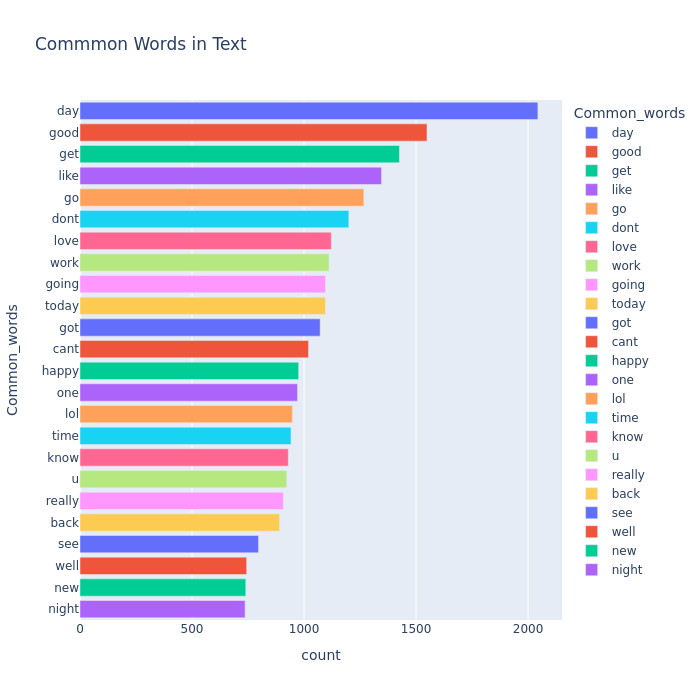 Commmon Words in Text
Common_words
day
good
get
like
go
dont
love
work
going
today
got
cant
happy
one
lol
time
know
u
really
back
see
well
new
night
0 500 1000 1500 2000
count
Common_words
day
good
get
like
go
dont
love
work
going
today
got
cant
happy
one
lol
time
know
u
really
back
see
well
new
night